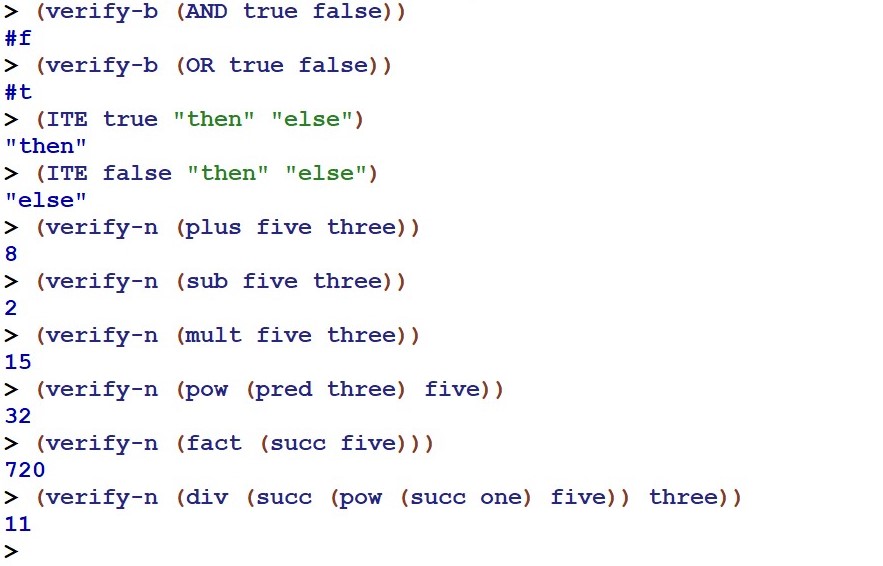 > (verify-b (AND true false))
#f
> (verify-b (OR true false))
#t
> (ITE true "then" "else")
"then"
> (ITE false "then" "else")
"else"
> (verify-n (plus five three))
8
> (verify-n (sub five three))
2
> (verify-n (mult five three))
15
> (verify-n (pow (pred three) five))
32
> (verify-n (fact (succ five)))
720
> (verify-n (div (succ (pow (succ one) five)) three))
11
>